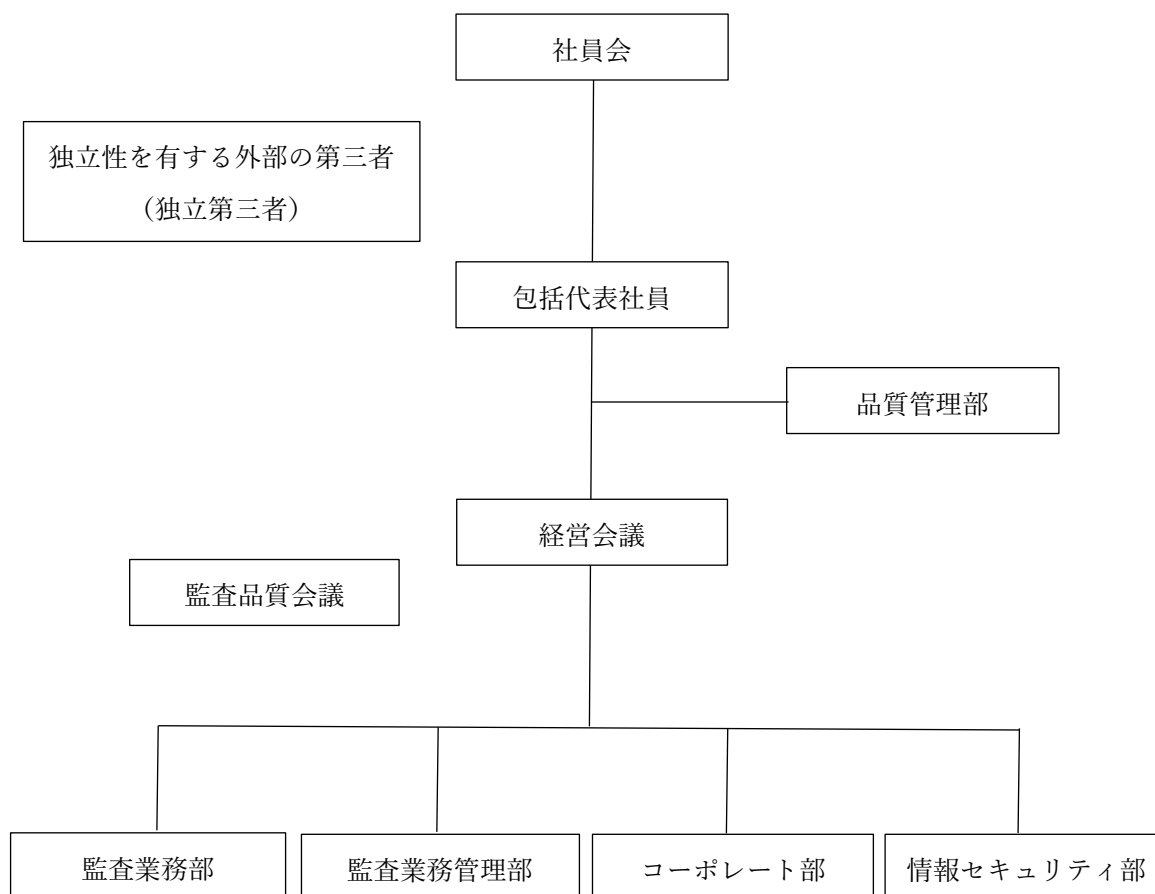 社員会
独立性を有する外部の第三者
（独立第三者）
包括代表社員
品質管理部
経営会議
監査品質会議
監査業務部
監査業務管理部
コーポレート部
情報セキュリティ部